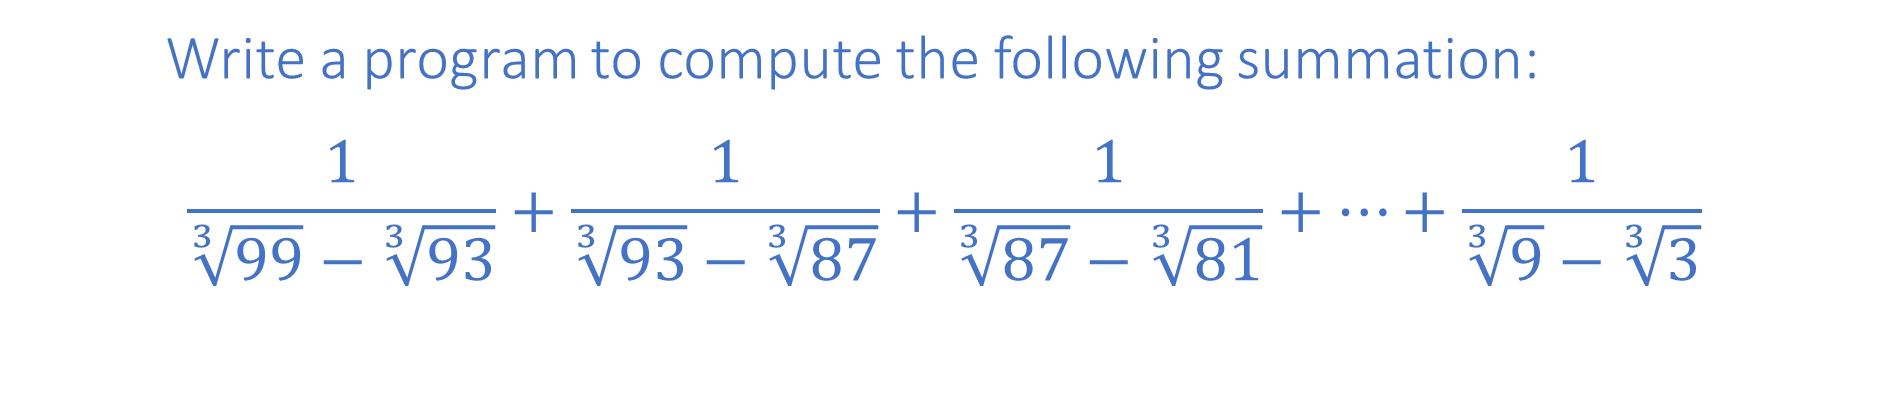 Write a program to compute the following summation:
1/(∛99 − ∛93) + 1/(∛93 − ∛87) + 1/(∛87 − ∛81) + ⋯ + 1/(∛9 − ∛3)